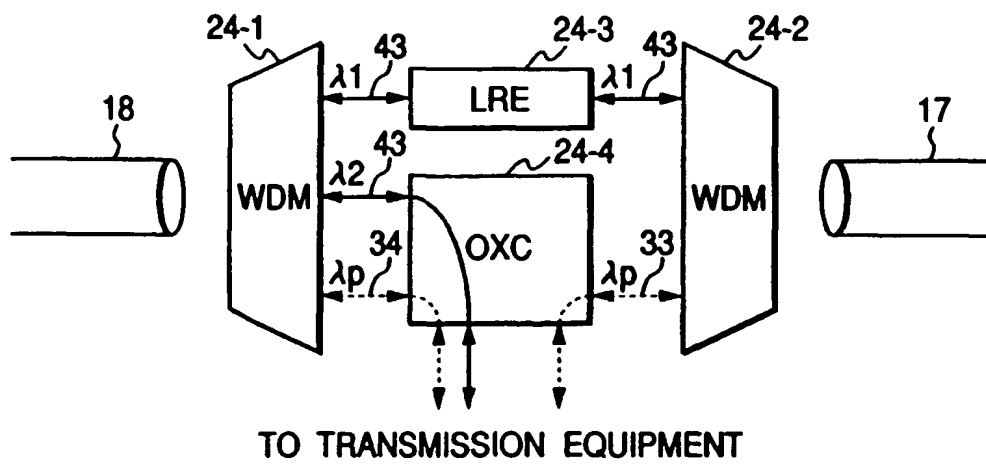 24-1 43 24-3 43 24-2
λ1 LRE λ1
18 43 24-4 17
WDM λ2 OXC WDM
34 33
λp λp
TO TRANSMISSION EQUIPMENT